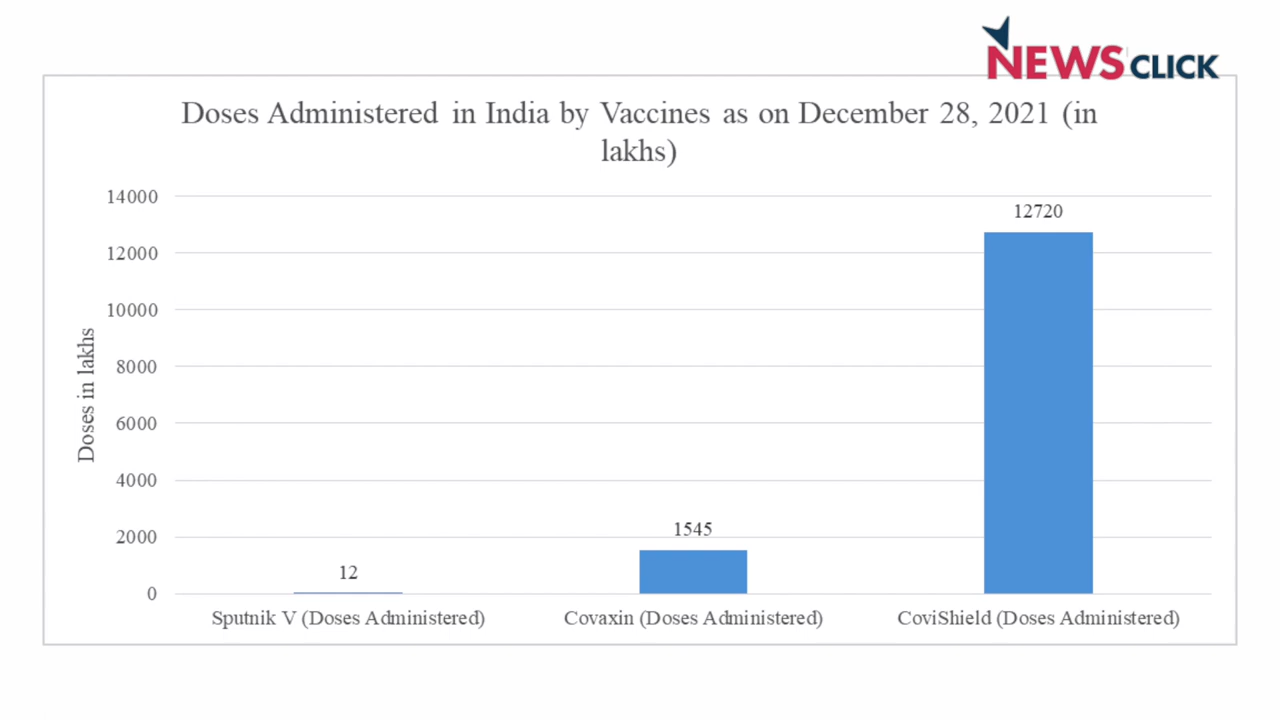 NEWSCLICK
Doses Administered in India by Vaccines as on December 28, 2021 (in
lakhs)
Doses in lakhs
14000
12000
10000
8000
6000
4000
2000
0
12
1545
12720
Sputnik V (Doses Administered)
Covaxin (Doses Administered)
CoviShield (Doses Administered)